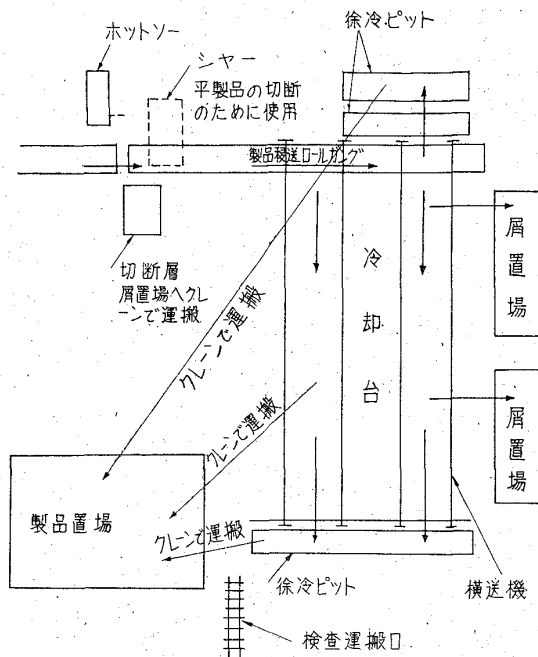 ホットソー
シャー
平製品の切断
のために使用
徐冷ピット
製品移送ロールガング
切断層
屑置場へクレ
ーンで運搬
冷却台
屑置場
屑置場
クレーンで運搬
クレーンで運搬
クレーンで運搬
製品置場
徐冷ピット
横送機
検査運搬口